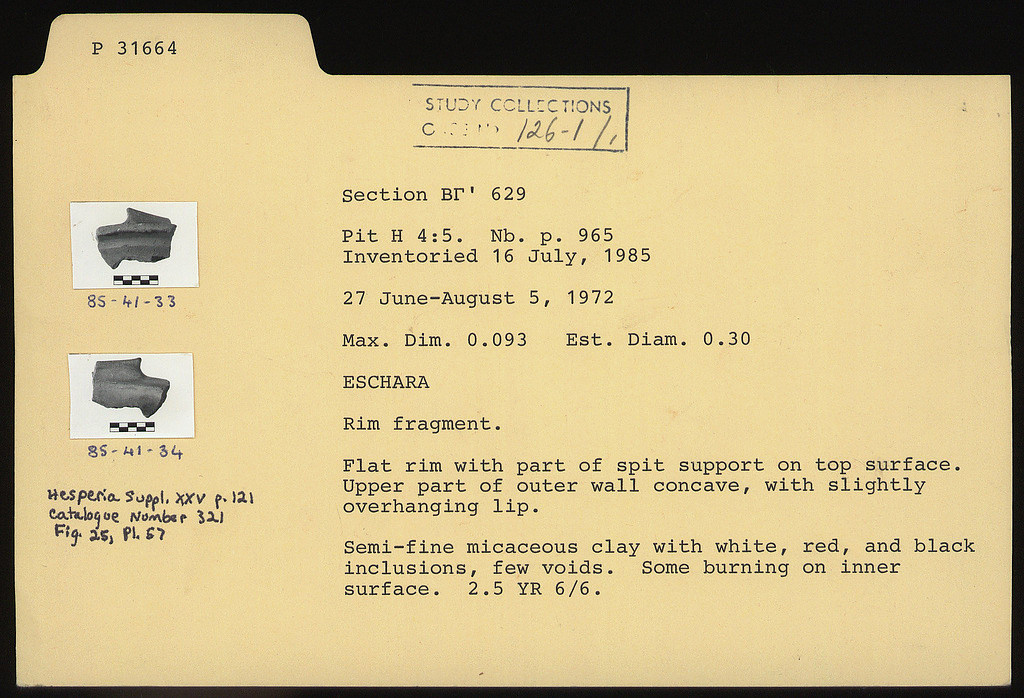 P 31664
STUDY COLLECTIONS
126-1/1
Section ΒΓ' 629
Pit H 4:5.  Nb. p. 965
Inventoried 16 July, 1985
27 June-August 5, 1972
Max. Dim. 0.093   Est. Diam. 0.30
ESCHARA
Rim fragment.
Flat rim with part of spit support on top surface.
Upper part of outer wall concave, with slightly
overhanging lip.
Semi-fine micaceous clay with white, red, and black
inclusions, few voids.  Some burning on inner
surface.  2.5 YR 6/6.
85-41-33
85-41-34
Hesperia Suppl. XXV p. 121
Catalogue Number 321
Fig. 25, Pl. 57